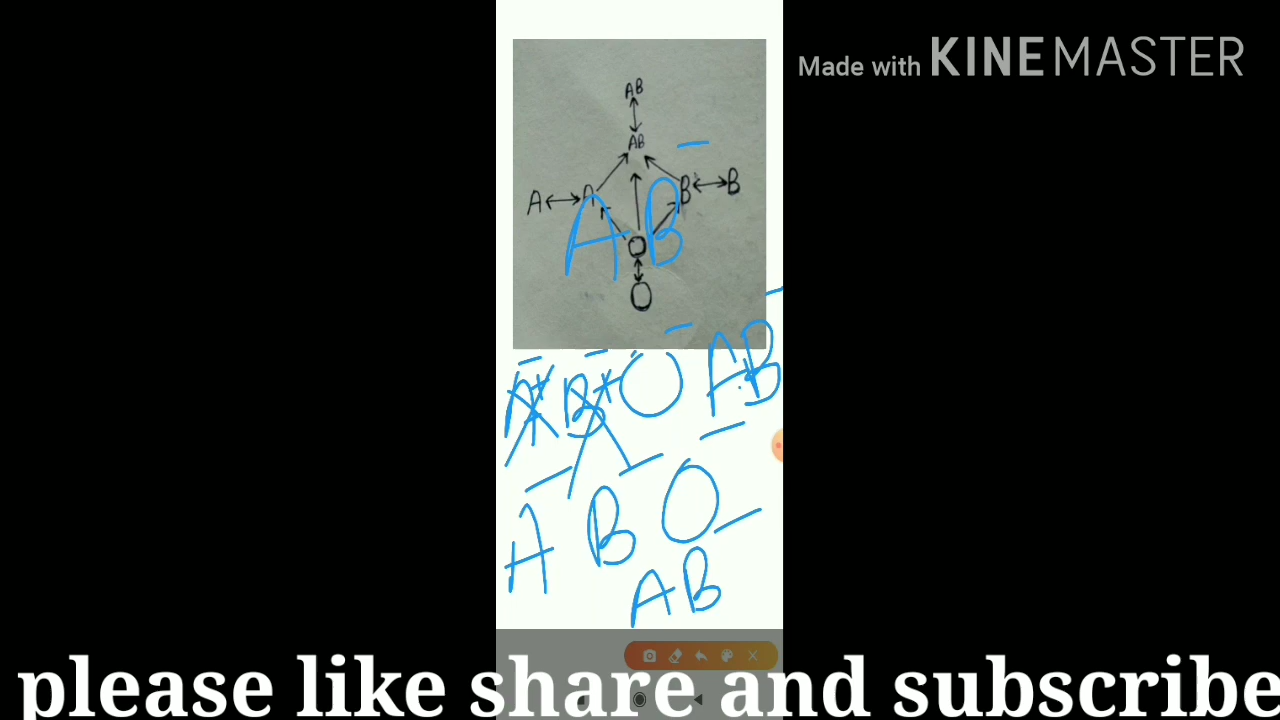 Made with KINEMASTER
AB
AB
A A B B
O
O
AB⁻
A⁻ B⁻ O⁻ AB⁻
A⁻ B⁻ O⁻
AB⁻
please like share and subscribe